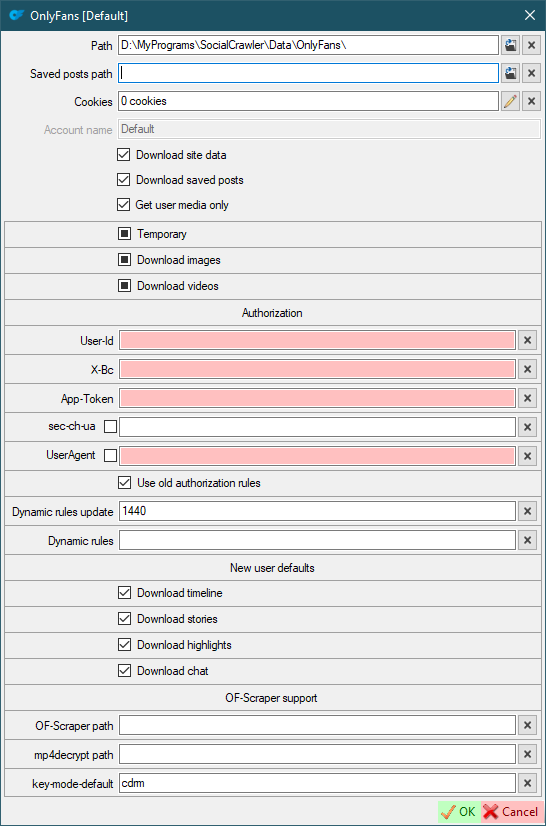 OnlyFans [Default]
Path D:\MyPrograms\SocialCrawler\Data\OnlyFans\
Saved posts path
Cookies 0 cookies
Account name Default
Download site data
Download saved posts
Get user media only
Temporary
Download images
Download videos
Authorization
User-Id
X-Bc
App-Token
sec-ch-ua
UserAgent
Use old authorization rules
Dynamic rules update 1440
Dynamic rules
New user defaults
Download timeline
Download stories
Download highlights
Download chat
OF-Scraper support
OF-Scraper path
mp4decrypt path
key-mode-default cdrm
OK Cancel